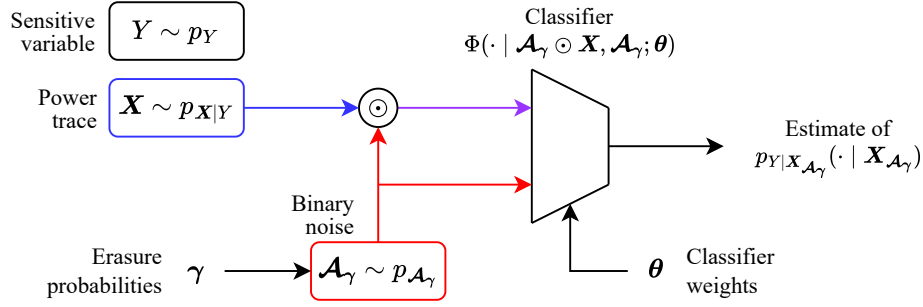 Sensitive
variable
Y ∼ p_Y
Classifier
Φ(· | 𝓐_γ ⊙ X, 𝓐_γ; θ)
Power
trace
X ∼ p_{X|Y}
⊙
Estimate of
p_{Y|X_{𝓐_γ}}(· | X_{𝓐_γ})
Binary
noise
Erasure
probabilities
γ
𝓐_γ ∼ p_{𝓐_γ}
θ
Classifier
weights